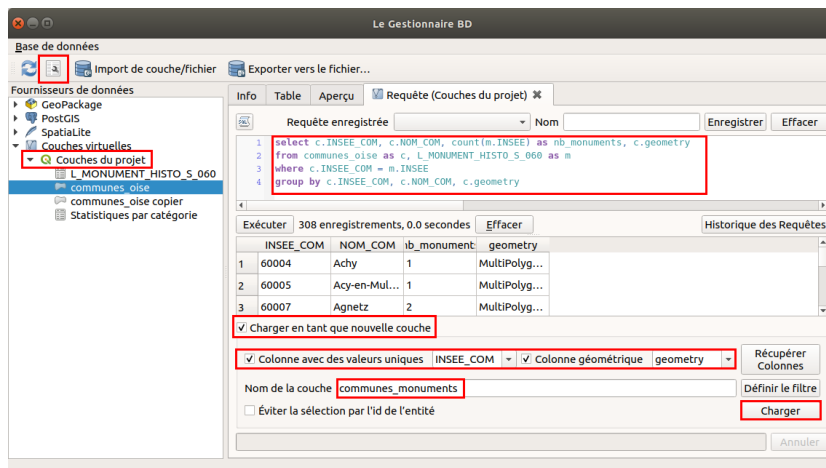 Le Gestionnaire BD
Base de données
Import de couche/fichier Exporter vers le fichier...
Fournisseurs de données
GeoPackage
PostGIS
SpatiaLite
Couches virtuelles
Couches du projet
L_MONUMENT_HISTO_S_060
communes_oise
communes_oise copier
Statistiques par catégorie
Info Table Aperçu Requête (Couches du projet)
Requête enregistrée Nom Enregistrer Effacer
1 select c.INSEE_COM, c.NOM_COM, count(m.INSEE) as nb_monuments, c.geometry
2 from communes_oise as c, L_MONUMENT_HISTO_S_060 as m
3 where c.INSEE_COM = m.INSEE
4 group by c.INSEE_COM, c.NOM_COM, c.geometry
Exécuter 308 enregistrements, 0.0 secondes Effacer Historique des Requêtes
INSEE_COM NOM_COM nb_monument: geometry
1 60004 Achy 1 MultiPolyg...
2 60005 Acy-en-Mul... 1 MultiPolyg...
3 60007 Agnetz 2 MultiPolyg...
Charger en tant que nouvelle couche
Colonne avec des valeurs uniques INSEE_COM Colonne géométrique geometry Récupérer Colonnes
Nom de la couche communes_monuments Définir le filtre
Éviter la sélection par l'id de l'entité Charger
Annuler